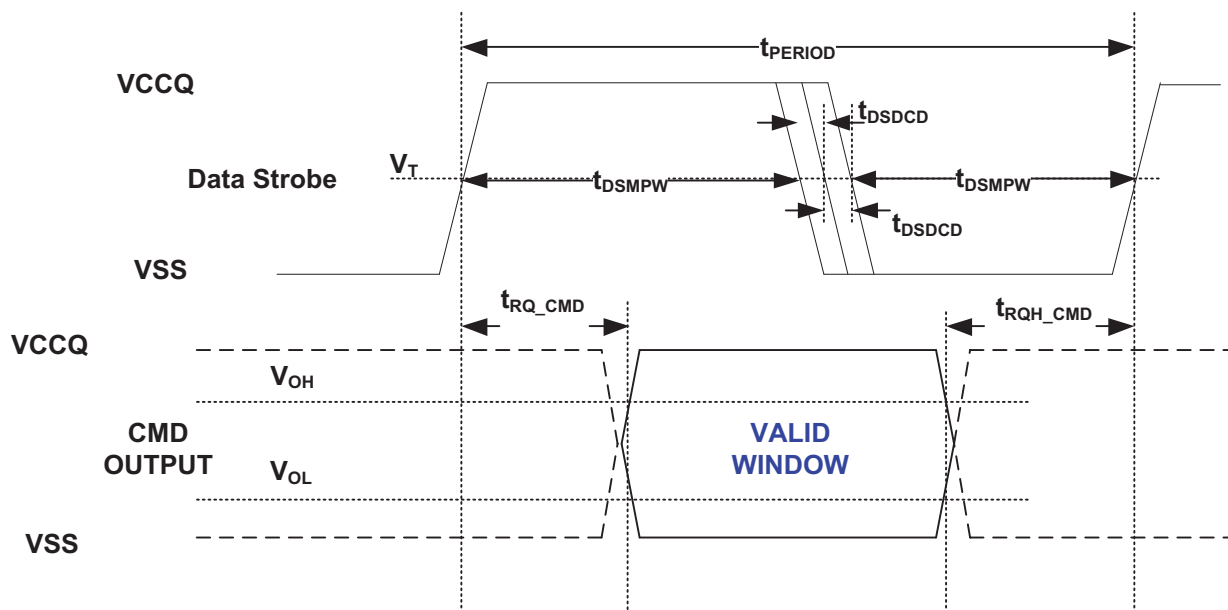 tPERIOD
VCCQ
tDSDCD
VT
Data Strobe
tDSMPW
tDSMPW
tDSDCD
VSS
tRQ_CMD
tRQH_CMD
VCCQ
VOH
CMD
OUTPUT
VALID
WINDOW
VOL
VSS